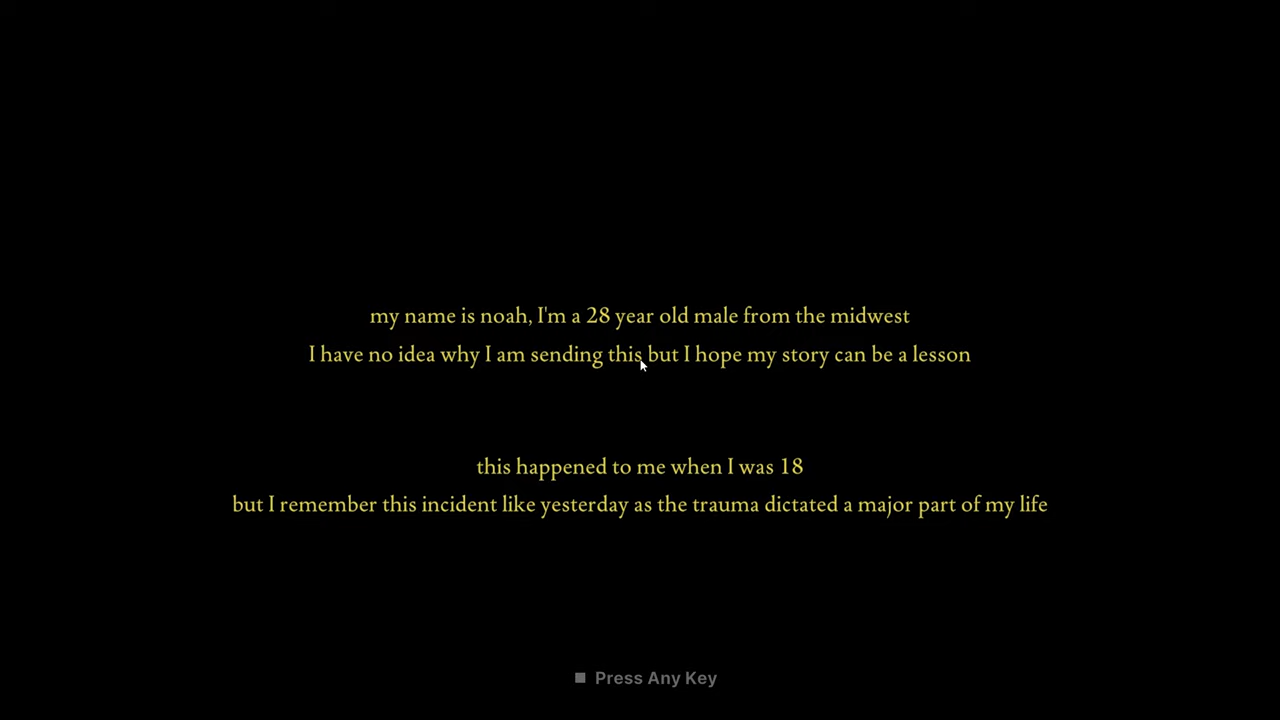 my name is noah, I'm a 28 year old male from the midwest
I have no idea why I am sending this but I hope my story can be a lesson
this happened to me when I was 18
but I remember this incident like yesterday as the trauma dictated a major part of my life
Press Any Key